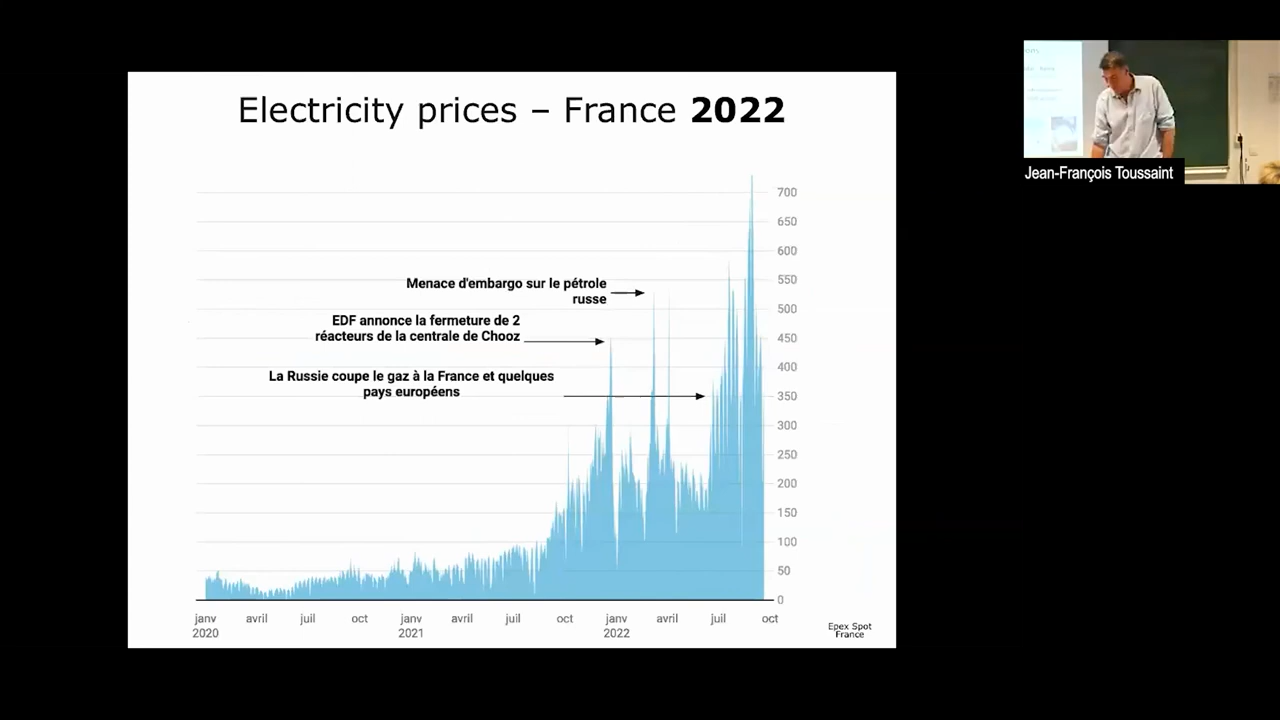 Electricity prices – France 2022
700
650
600
550
500
450
400
350
300
250
200
150
100
50
0
Menace d'embargo sur le pétrole
russe
EDF annonce la fermeture de 2
réacteurs de la centrale de Chooz
La Russie coupe le gaz à la France et quelques
pays européens
janv avril juil oct janv avril juil oct janv avril juil oct
2020 2021 2022
Epex Spot
France
Jean-François Toussaint